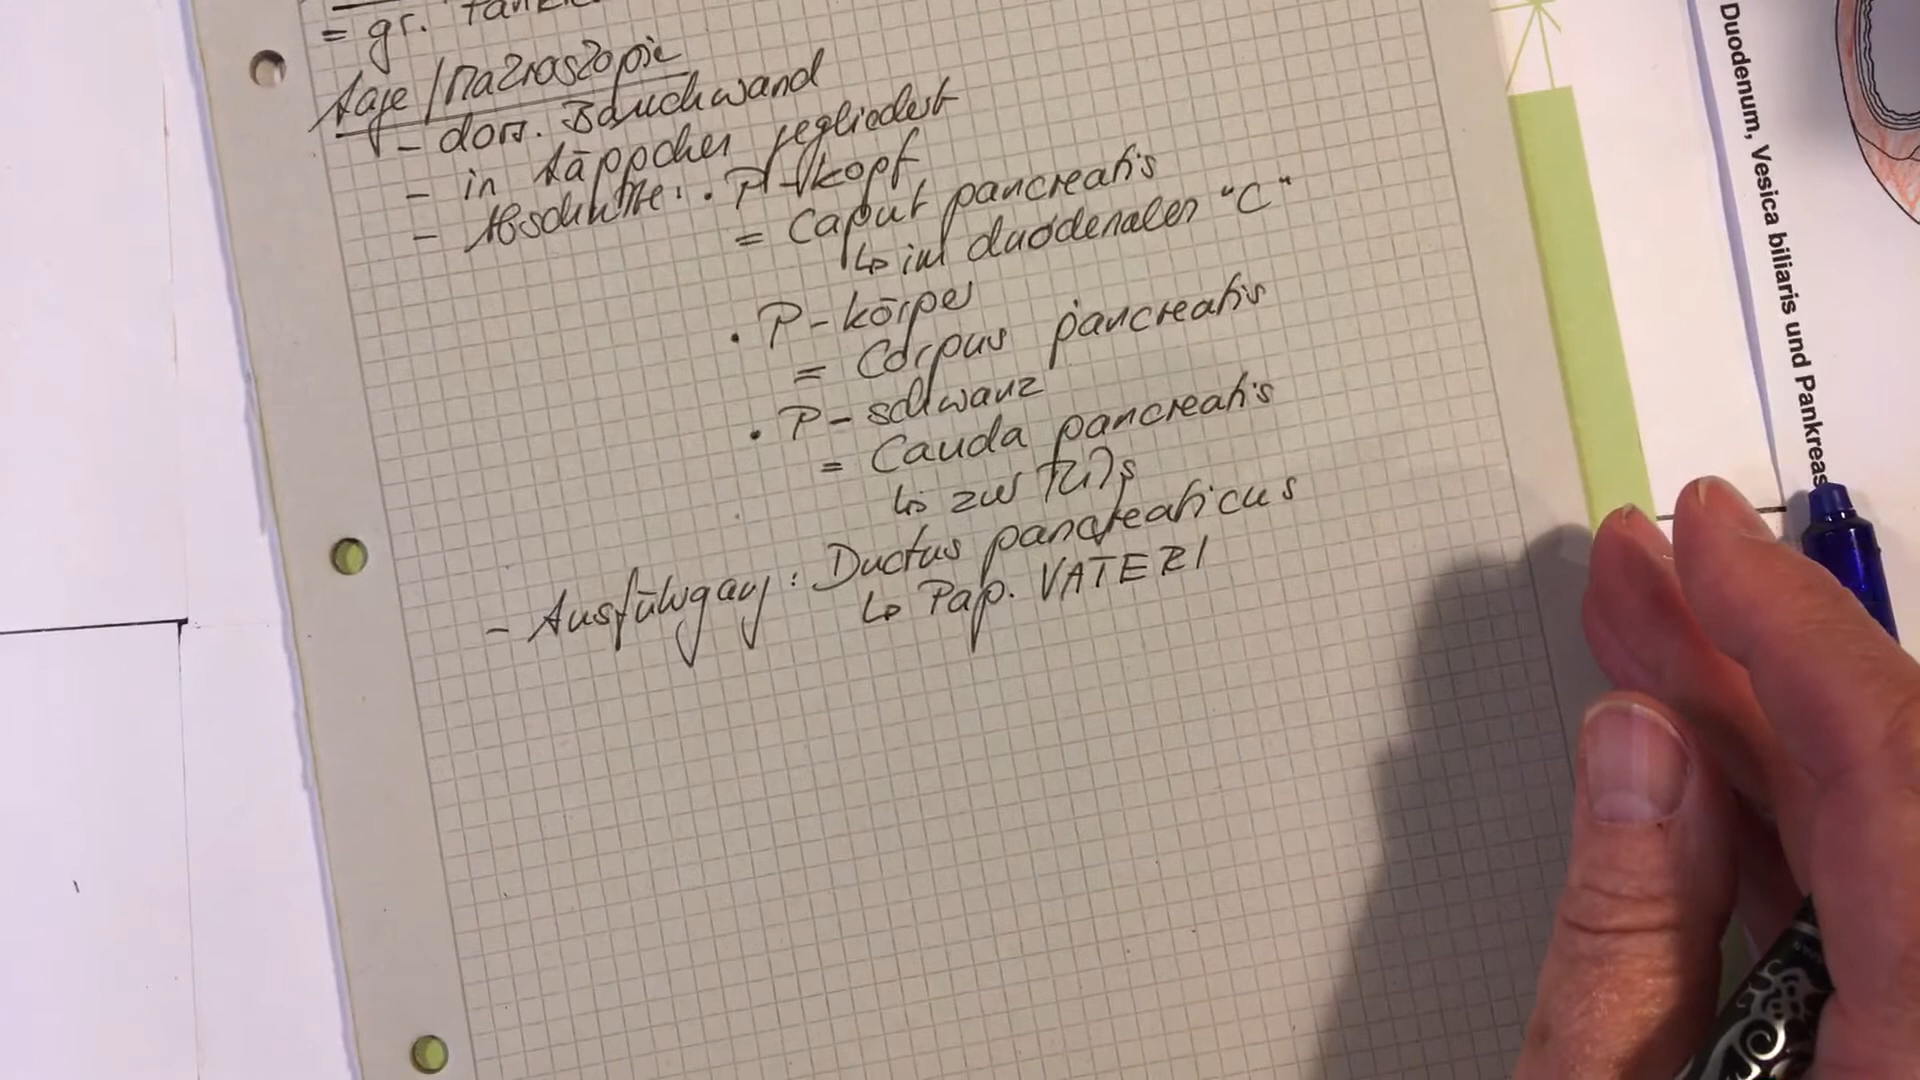 = gr.
Lage / Makroskopie
- dors. Bauchwand
- in Läppchen gegliedert
- Abschnitte: · P-kopf
= Caput pancreatis
↳ im duodenalen "C"
· P-körper
= Corpus pancreatis
· P-schwanz
= Cauda pancreatis
↳ zur
- Ausführgang: Ductus pancreaticus
↳ Pap. VATERI
Duodenum, Vesica biliaris und Pankreas